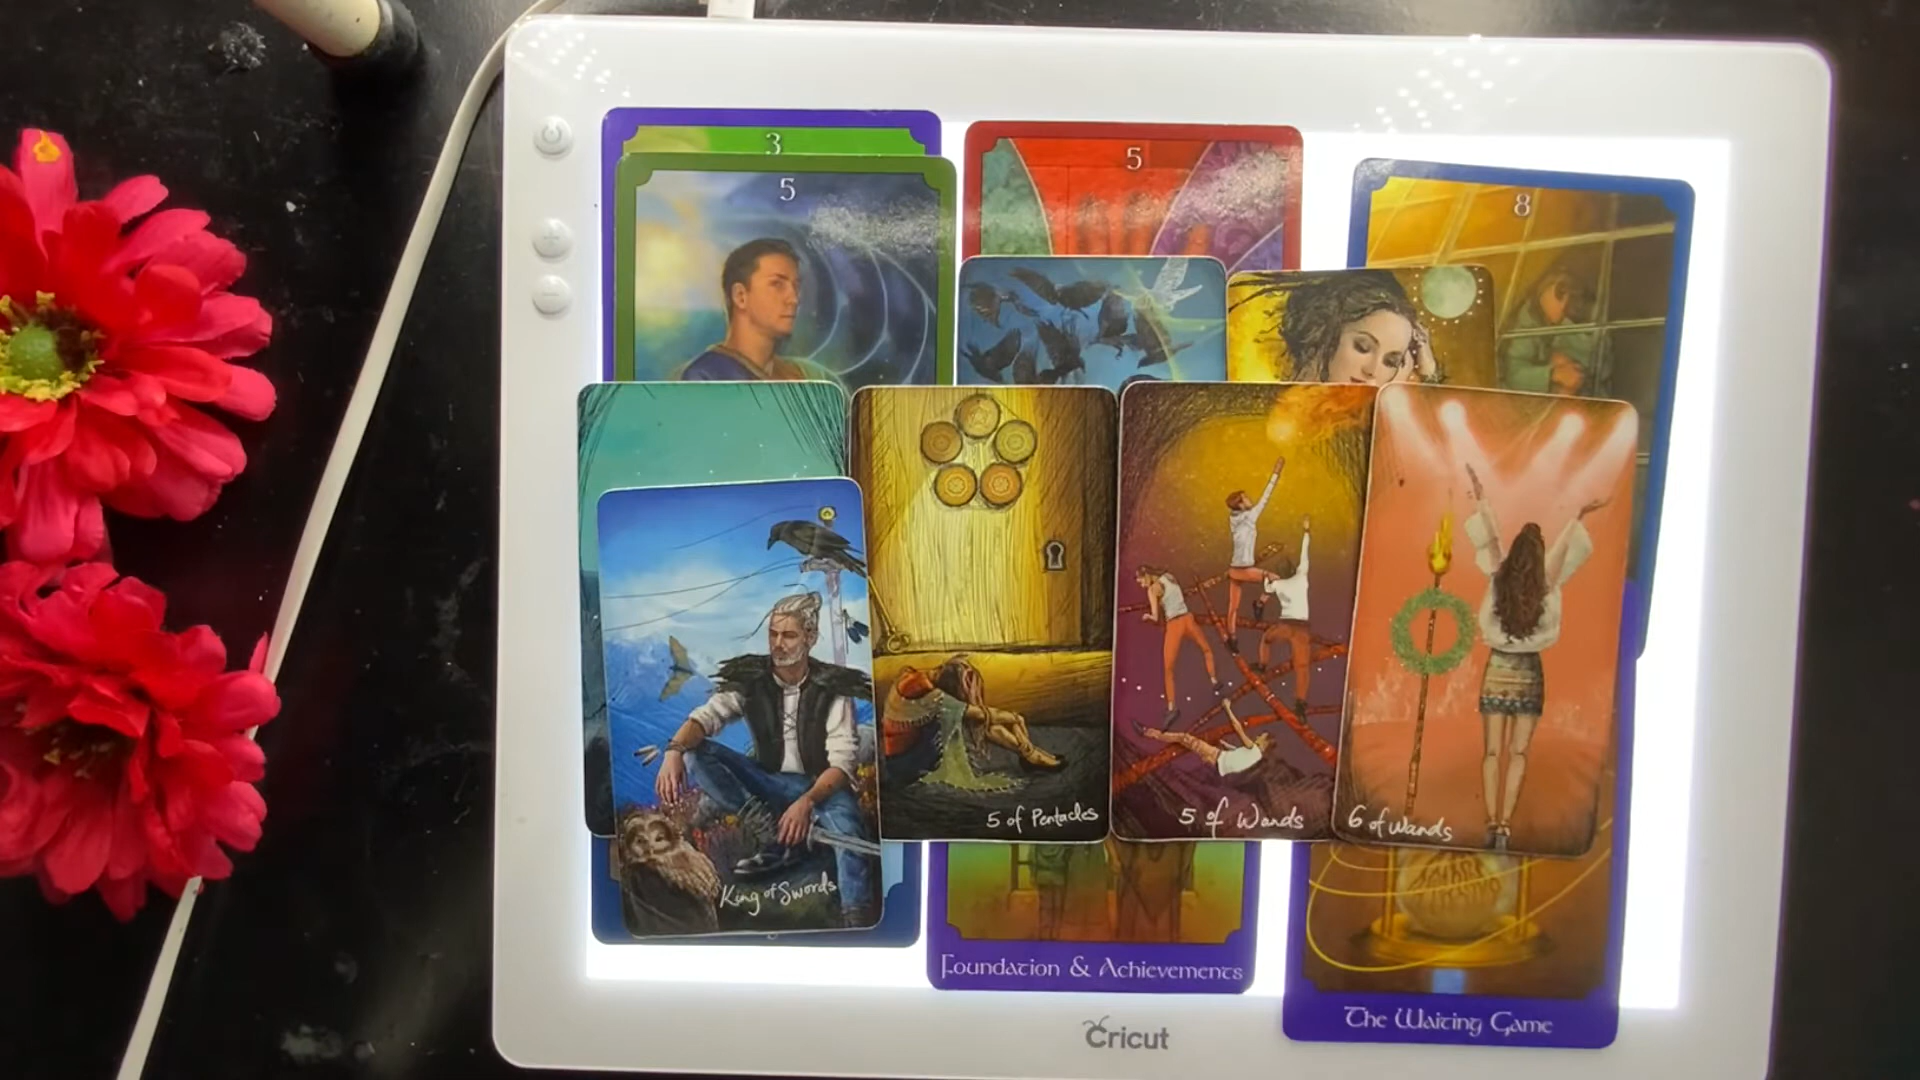 3
5
5
8
5 of Pentacles
5 of Wands
6 of Wands
King of Swords
Foundation & Achievements
The Waiting Game
Cricut